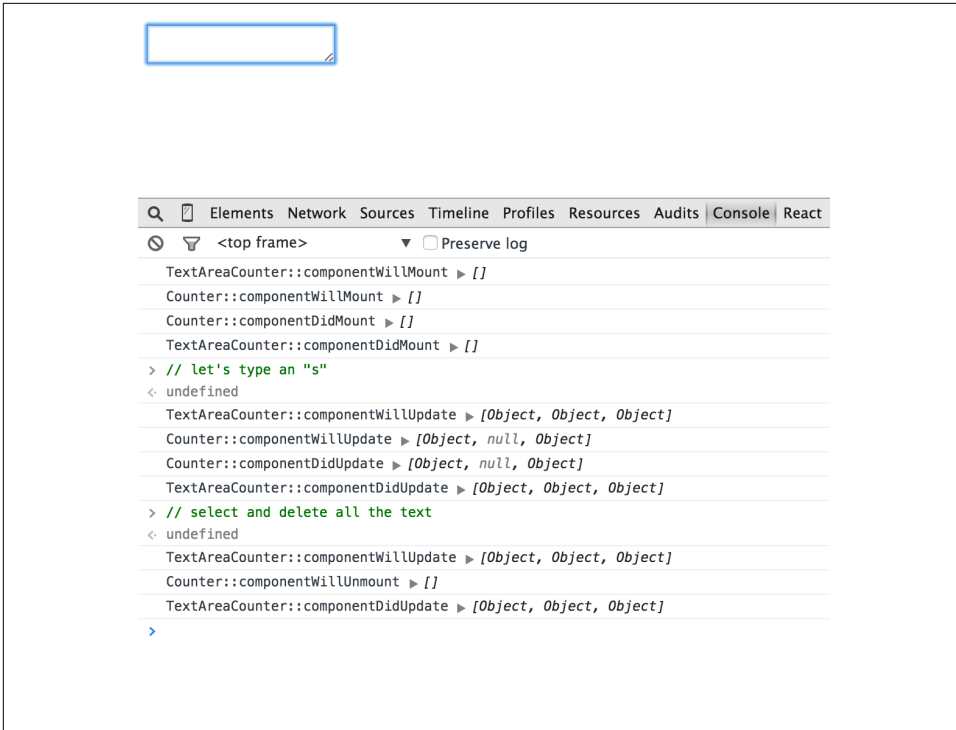 Elements Network Sources Timeline Profiles Resources Audits Console React
<top frame> ▼ Preserve log
TextAreaCounter::componentWillMount ▶ []
Counter::componentWillMount ▶ []
Counter::componentDidMount ▶ []
TextAreaCounter::componentDidMount ▶ []
> // let's type an "s"
<· undefined
TextAreaCounter::componentWillUpdate ▶ [Object, Object, Object]
Counter::componentWillUpdate ▶ [Object, null, Object]
Counter::componentDidUpdate ▶ [Object, null, Object]
TextAreaCounter::componentDidUpdate ▶ [Object, Object, Object]
> // select and delete all the text
<· undefined
TextAreaCounter::componentWillUpdate ▶ [Object, Object, Object]
Counter::componentWillUnmount ▶ []
TextAreaCounter::componentDidUpdate ▶ [Object, Object, Object]
>